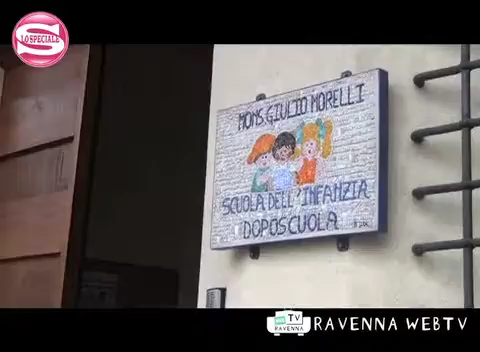 LO SPECIALE
MONS. GIULIO MORELLI
SCUOLA DELL'INFANZIA
DOPOSCUOLA
TV
RAVENNA
RAVENNA WEBTV